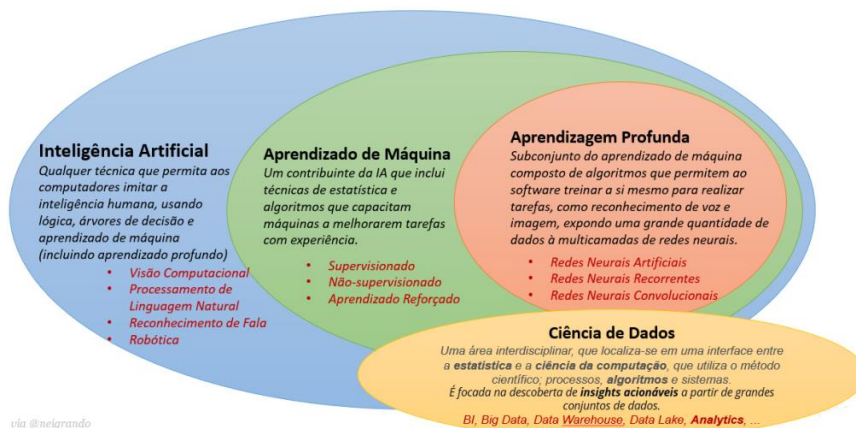 Inteligência Artificial
Qualquer técnica que permita aos
computadores imitar a
inteligência humana, usando
lógica, árvores de decisão e
aprendizado de máquina
(incluindo aprendizado profundo)
• Visão Computacional
• Processamento de
Linguagem Natural
• Reconhecimento de Fala
• Robótica
Aprendizado de Máquina
Um contribuinte da IA que inclui
técnicas de estatística e
algoritmos que capacitam
máquinas a melhorarem tarefas
com experiência.
• Supervisionado
• Não-supervisionado
• Aprendizado Reforçado
Aprendizagem Profunda
Subconjunto do aprendizado de máquina
composto de algoritmos que permitem ao
software treinar a si mesmo para realizar
tarefas, como reconhecimento de voz e
imagem, expondo uma grande quantidade de
dados à multicamadas de redes neurais.
• Redes Neurais Artificiais
• Redes Neurais Recorrentes
• Redes Neurais Convolucionais
Ciência de Dados
Uma área interdisciplinar, que localiza-se em uma interface entre
a estatística e a ciência da computação, que utiliza o método
científico; processos, algoritmos e sistemas.
É focada na descoberta de insights acionáveis a partir de grandes
conjuntos de dados.
BI, Big Data, Data Warehouse, Data Lake, Analytics, ...
via @neigrando